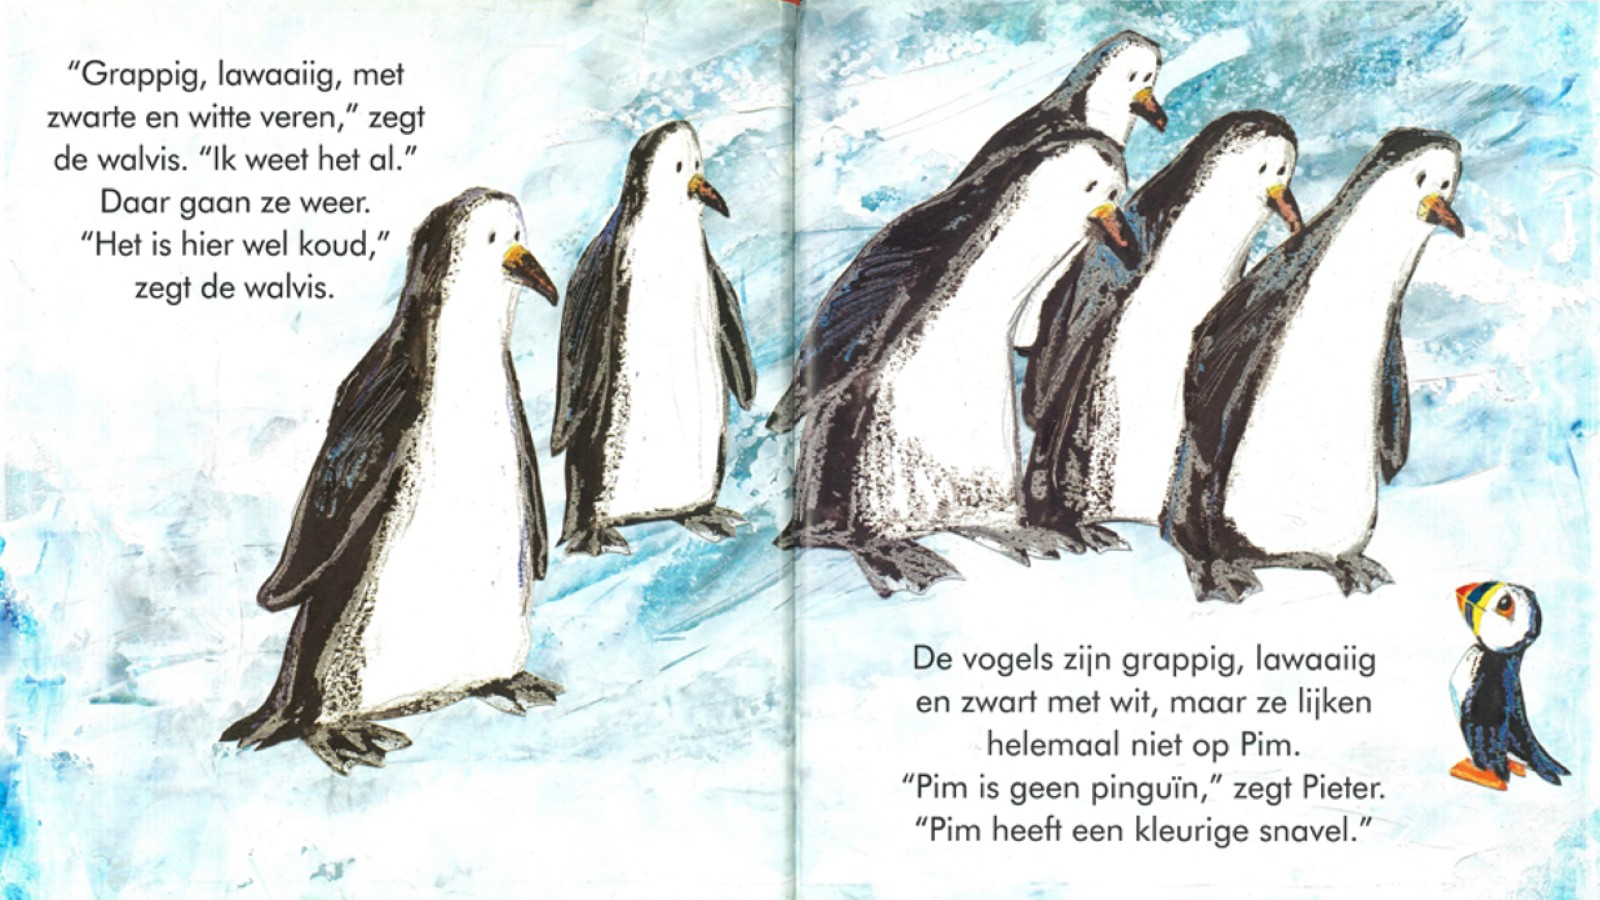 “Grappig, lawaaiig, met
zwarte en witte veren,” zegt
de walvis. “Ik weet het al.”
Daar gaan ze weer.
“Het is hier wel koud,”
zegt de walvis.
De vogels zijn grappig, lawaaiig
en zwart met wit, maar ze lijken
helemaal niet op Pim.
“Pim is geen pinguïn,” zegt Pieter.
“Pim heeft een kleurige snavel.”